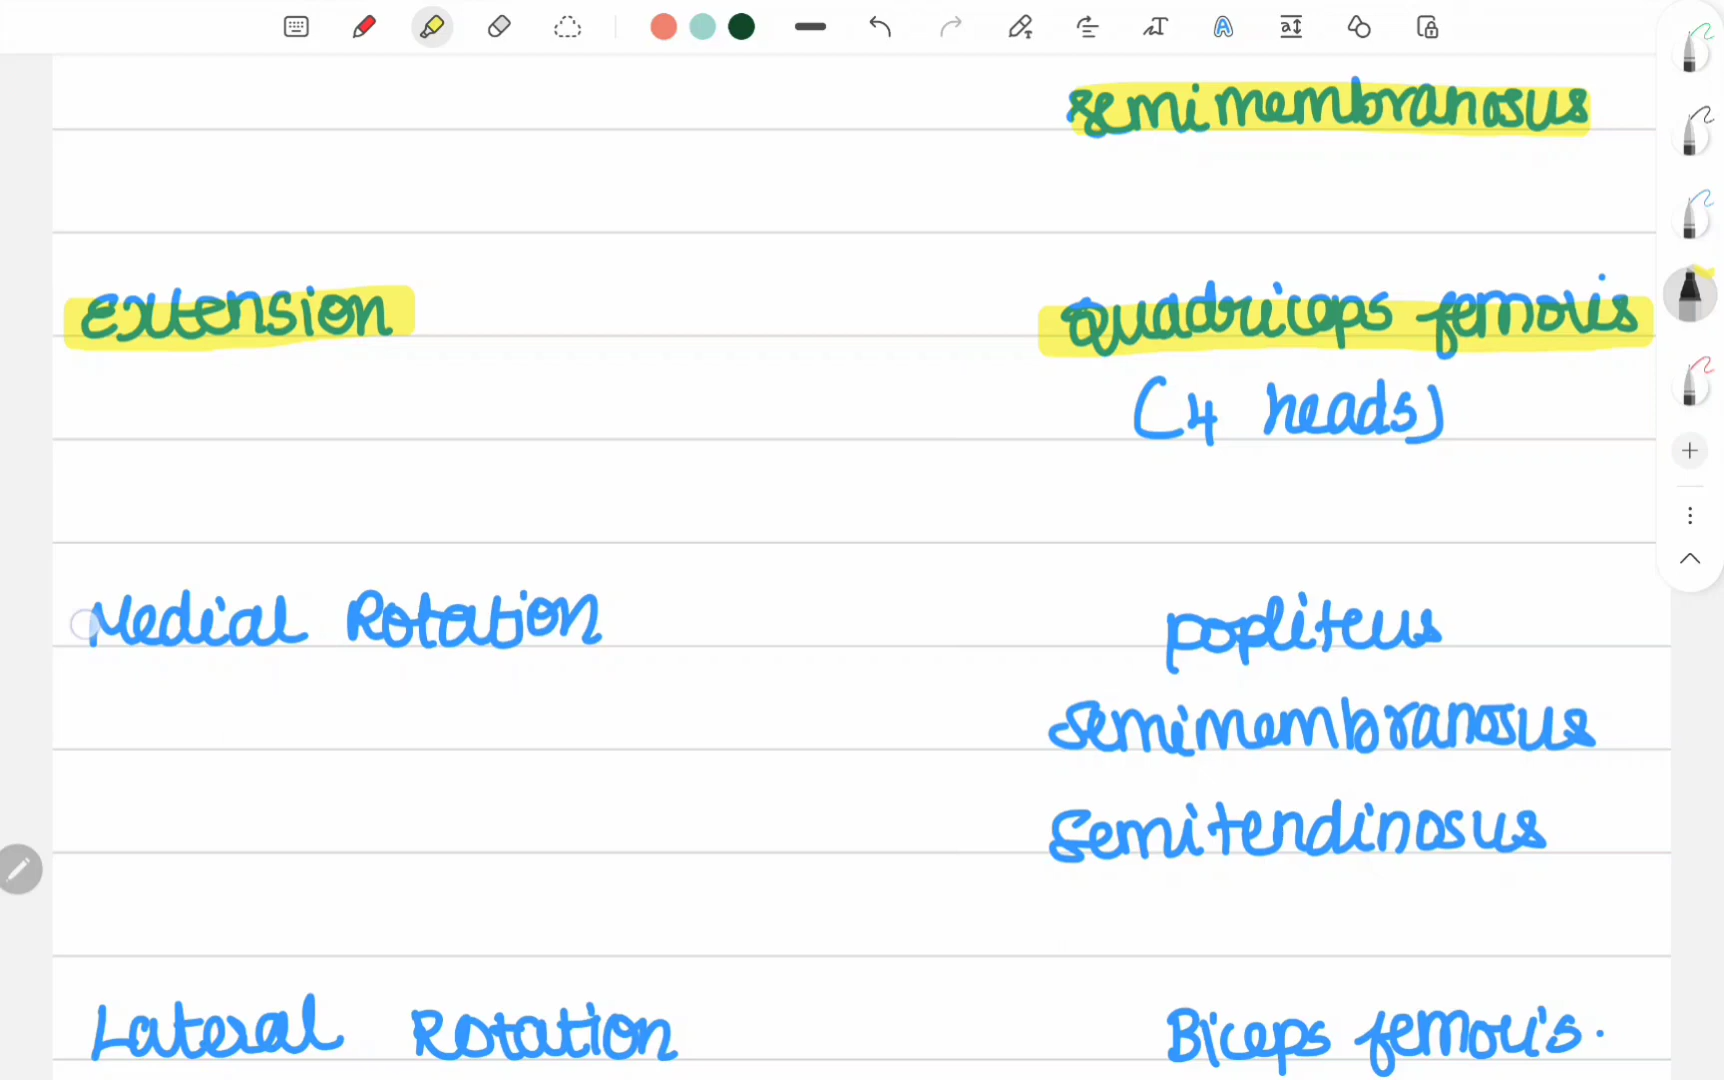 semimembranosus
Extension quadriceps femoris
(4 heads)
Medial Rotation popliteus
semimembranosus
semitendinosus
Lateral Rotation Biceps femoris.